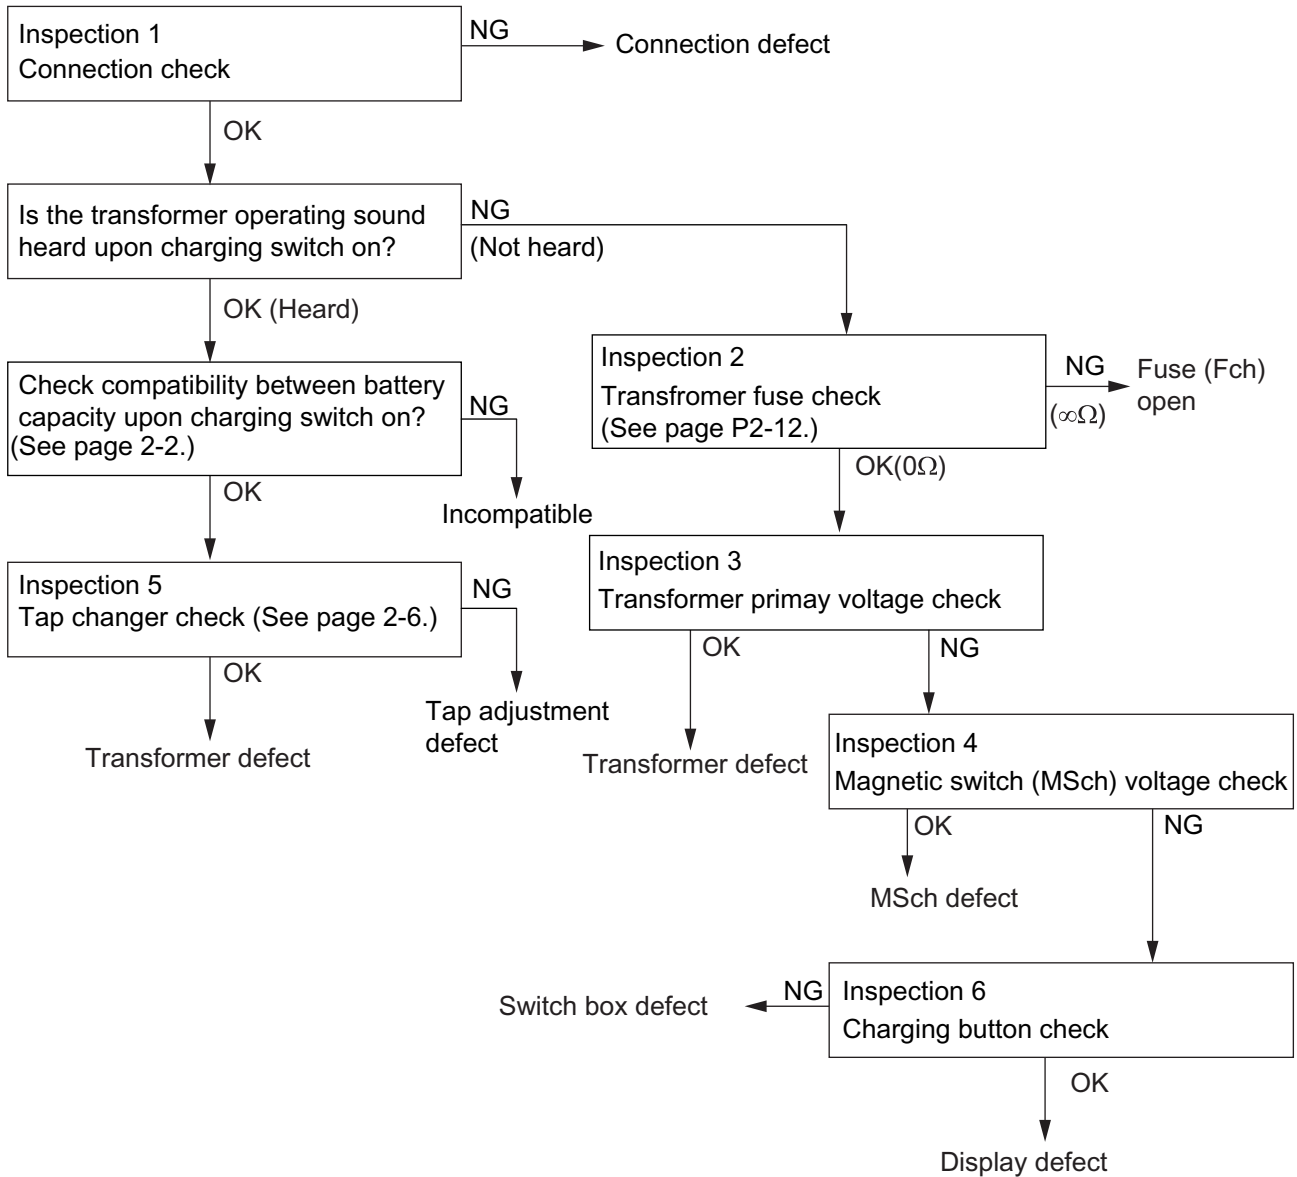 Inspection 1
Connection check
NG
Connection defect
OK
Is the transformer operating sound
heard upon charging switch on?
NG
(Not heard)
OK (Heard)
Check compatibility between battery
capacity upon charging switch on?
(See page 2-2.)
NG
Incompatible
OK
Inspection 5
Tap changer check (See page 2-6.)
NG
Tap adjustment
defect
OK
Transformer defect
Inspection 2
Transfromer fuse check
(See page P2-12.)
NG
(∞Ω)
Fuse (Fch)
open
OK(0Ω)
Inspection 3
Transformer primay voltage check
OK
Transformer defect
NG
Inspection 4
Magnetic switch (MSch) voltage check
OK
MSch defect
NG
Inspection 6
Charging button check
NG
Switch box defect
OK
Display defect